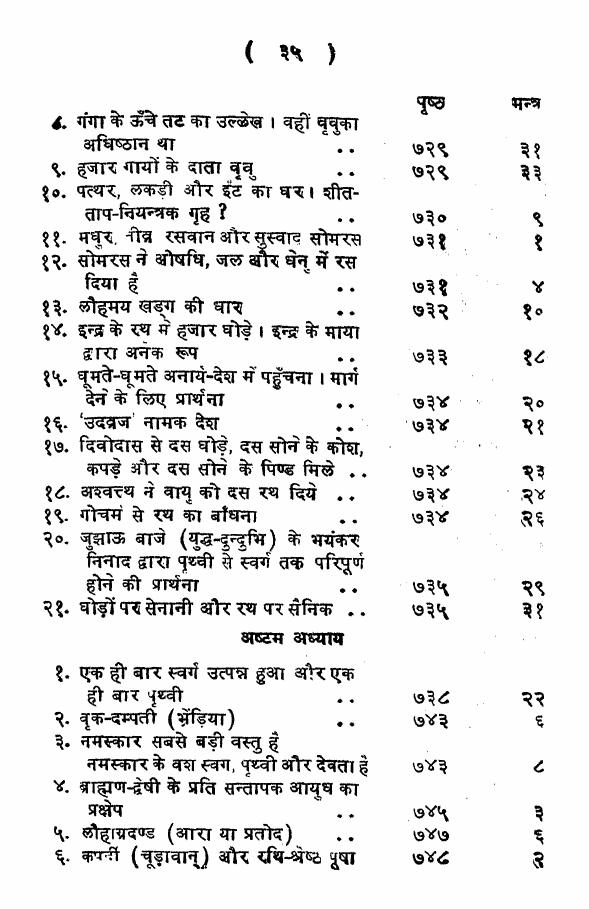 ( ३५ )
पृष्ठ मन्त्र
८. गंगा के ऊँचे तट का उल्लेख । वहीं वृबुका
अधिष्ठान था .. ७२९ ३१
९. हजार गायों के दाता वृबु .. ७२९ ३३
१०. पत्थर, लकड़ी और ईंट का घर । शीत-
ताप-नियन्त्रक गृह ? .. ७३० ९
११. मधुर, तीव्र रसवान और सुस्वाद सोमरस ७३१ १
१२. सोमरस ने ओषधि, जल और धेनु में रस
दिया है .. ७३१ ४
१३. लौहमय खड्ग की धार .. ७३२ १०
१४. इन्द्र के रथ में हजार घोड़े । इन्द्र के माया
द्वारा अनेक रूप .. ७३३ १८
१५. घूमते-घूमते अनार्य-देश में पहुँचना । मार्ग
देने के लिए प्रार्थना .. ७३४ २०
१६. 'उदव्रज' नामक देश .. ७३४ २१
१७. दिवोदास से दस घोड़े, दस सोने के कोश,
कपड़े और दस सोने के पिण्ड मिले .. ७३४ २३
१८. अश्वत्थ ने वायु को दस रथ दिये .. ७३४ २४
१९. गोचर्म से रथ का बाँधना .. ७३४ २६
२०. जुझाऊ बाजे (युद्ध-दुन्दुभि) के भयंकर
निनाद द्वारा पृथ्वी से स्वर्ग तक परिपूर्ण
होने की प्रार्थना .. ७३५ २९
२१. घोड़ों पर सेनानी और रथ पर सैनिक .. ७३५ ३१
अष्टम अध्याय
१. एक ही बार स्वर्ग उत्पन्न हुआ और एक
ही बार पृथ्वी .. ७३८ २२
२. वृक-दम्पती (भेंड़िया) .. ७४३ ६
३. नमस्कार सबसे बड़ी वस्तु है
नमस्कार के वश स्वर्ग, पृथ्वी और देवता है ७४३ ८
४. ब्राह्मण-द्वेषी के प्रति सन्तापक आयुध का
प्रक्षेप .. ७४५ ३
५. लौहाग्रदण्ड (आरा या प्रतोद) .. ७४७ ६
६. कपर्दी (चूड़ावान्) और रथि-श्रेष्ठ पूषा ७४८ २